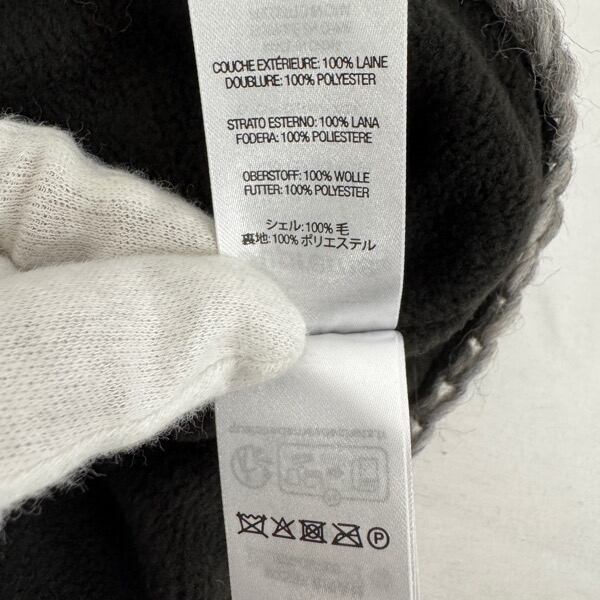 COUCHE EXTÉRIEURE: 100% LAINE
DOUBLURE: 100% POLYESTER
STRATO ESTERNO: 100% LANA
FODERA: 100% POLIESTERE
OBERSTOFF: 100% WOLLE
FUTTER: 100% POLYESTER
シェル: 100% 毛
裏地: 100% ポリエステル
P